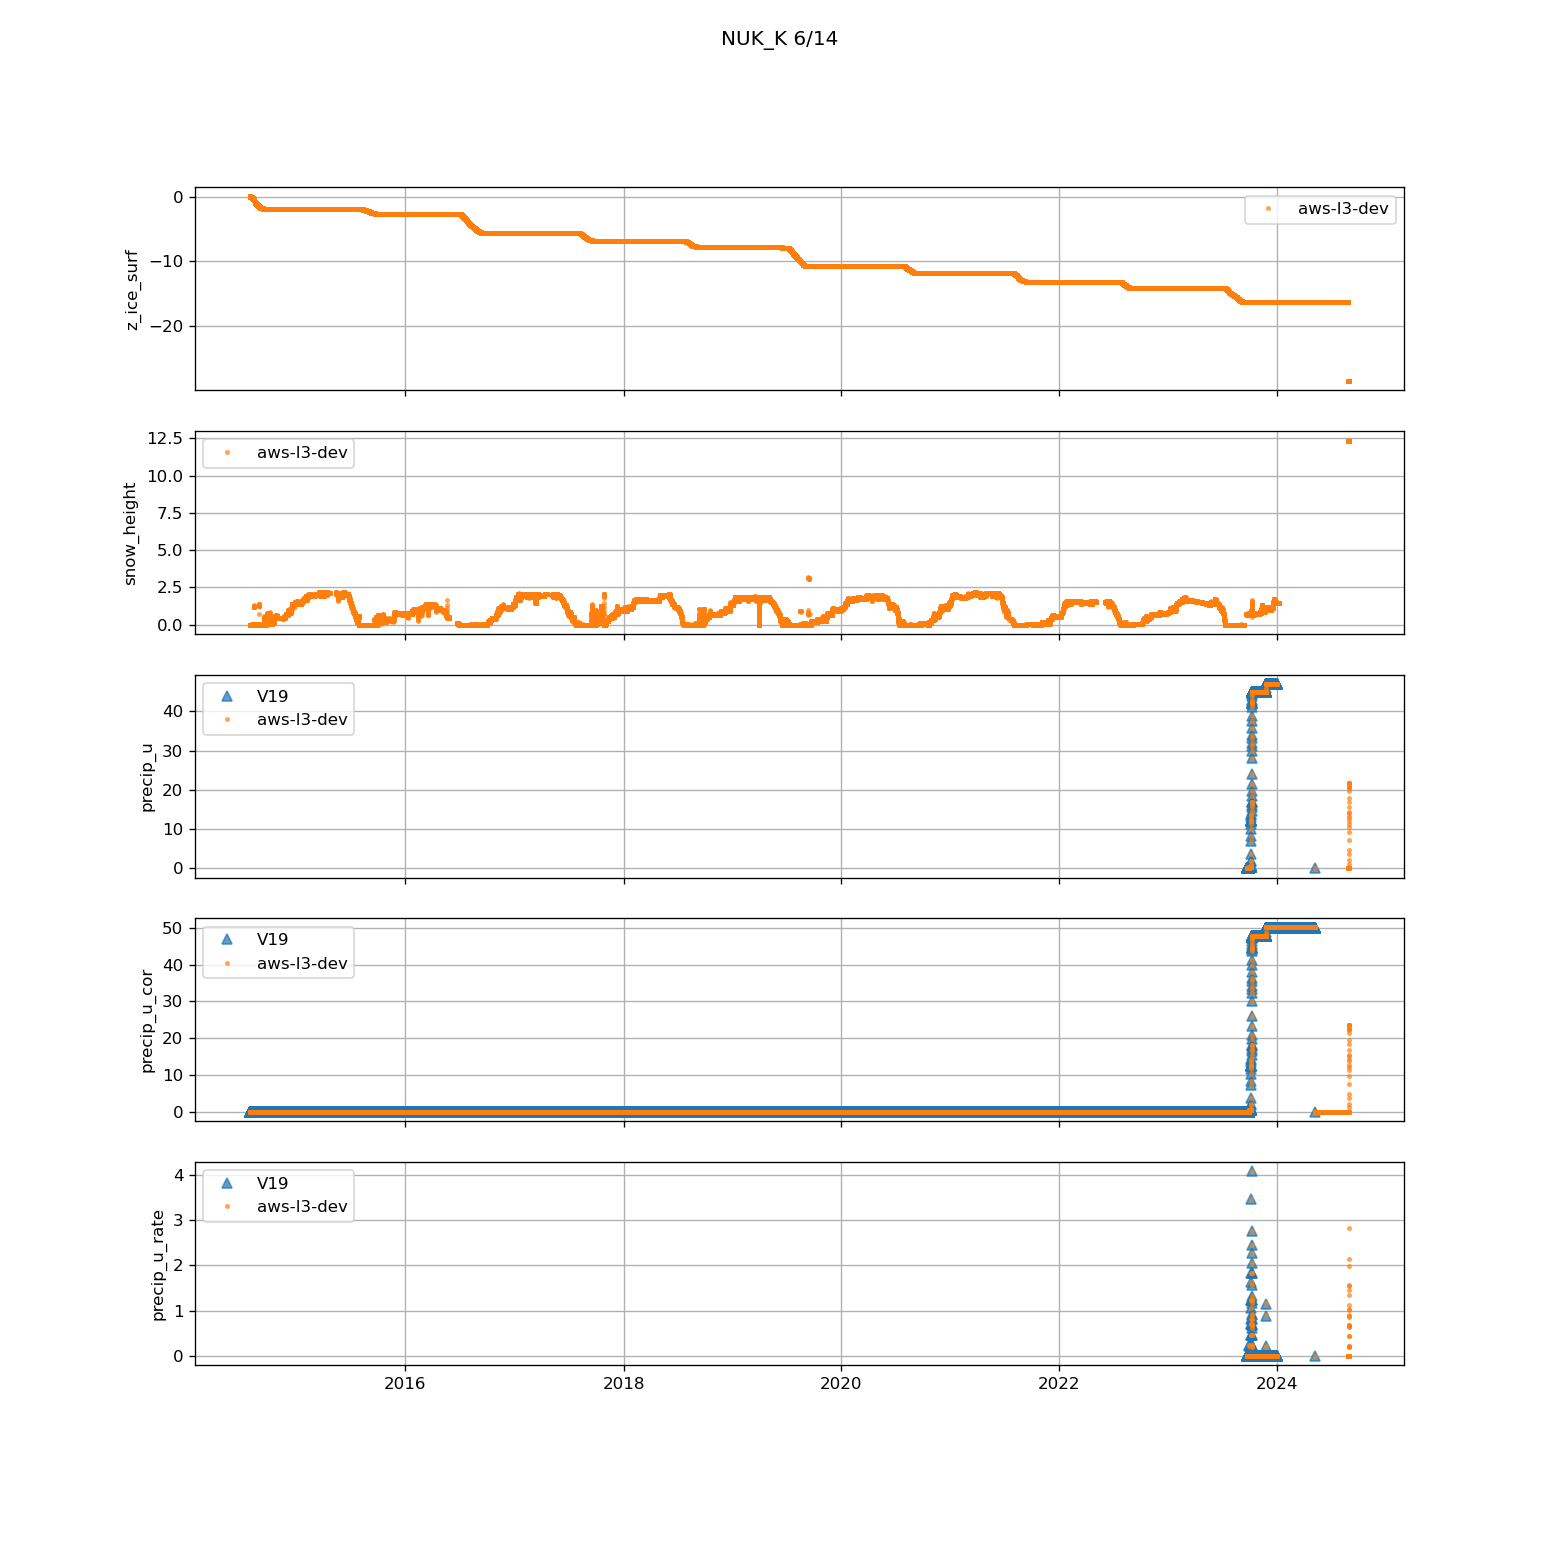 NUK_K 6/14
0
−10
−20
z_ice_surf
aws-l3-dev
12.5
10.0
7.5
5.0
2.5
0.0
snow_height
aws-l3-dev
40
30
20
10
0
precip_u
V19
aws-l3-dev
50
40
30
20
10
0
precip_u_cor
V19
aws-l3-dev
4
3
2
1
0
precip_u_rate
V19
aws-l3-dev
2016
2018
2020
2022
2024